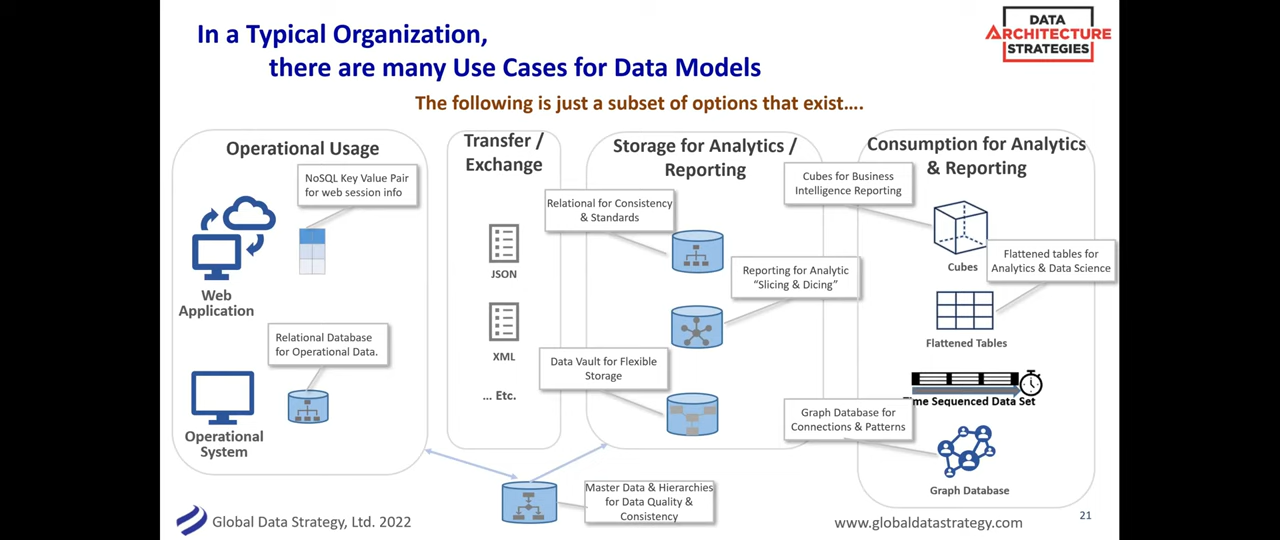 In a Typical Organization,
there are many Use Cases for Data Models
DATA
ARCHITECTURE
STRATEGIES
The following is just a subset of options that exist….
Operational Usage
NoSQL Key Value Pair
for web session info
Web
Application
Relational Database
for Operational Data.
Operational
System
Transfer /
Exchange
JSON
XML
... Etc.
Storage for Analytics /
Reporting
Relational for Consistency
& Standards
Reporting for Analytic
“Slicing & Dicing”
Data Vault for Flexible
Storage
Consumption for Analytics
& Reporting
Cubes for Business
Intelligence Reporting
Cubes
Flattened tables for
Analytics & Data Science
Flattened Tables
Time Sequenced Data Set
Graph Database for
Connections & Patterns
Graph Database
Master Data & Hierarchies
for Data Quality &
Consistency
Global Data Strategy, Ltd. 2022
www.globaldatastrategy.com
21